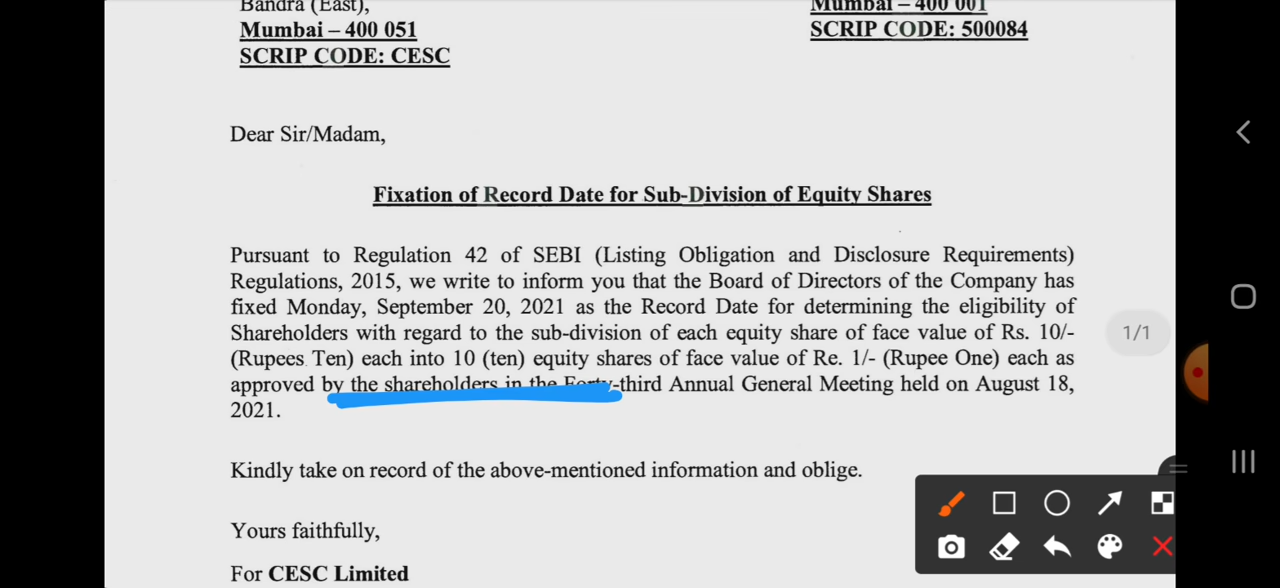 Bandra (East),
Mumbai – 400 001
Mumbai – 400 051
SCRIP CODE: 500084
SCRIP CODE: CESC
Dear Sir/Madam,
Fixation of Record Date for Sub-Division of Equity Shares
Pursuant to Regulation 42 of SEBI (Listing Obligation and Disclosure Requirements)
Regulations, 2015, we write to inform you that the Board of Directors of the Company has
fixed Monday, September 20, 2021 as the Record Date for determining the eligibility of
Shareholders with regard to the sub-division of each equity share of face value of Rs. 10/-
(Rupees Ten) each into 10 (ten) equity shares of face value of Re. 1/- (Rupee One) each as
approved by the shareholders in the Forty-third Annual General Meeting held on August 18,
2021.
1/1
Kindly take on record of the above-mentioned information and oblige.
Yours faithfully,
For CESC Limited